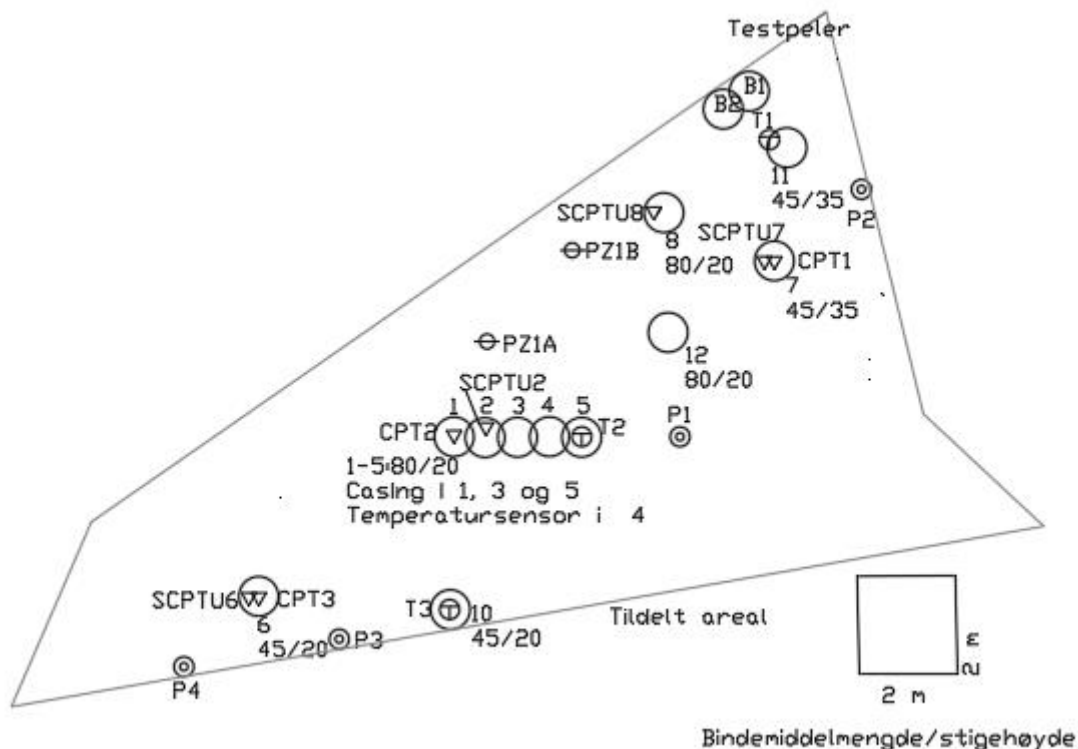 Testpeler
B1
B2
T1
11
45/35
P2
SCPTU8
SCPTU7
8
80/20
PZ1B
CPT1
7
45/35
PZ1A
12
80/20
SCPTU2
1 2 3 4 5
P1
CPT2
T2
1-5:80/20
Casing i 1, 3 og 5
Temperatursensor i 4
SCPTU6
CPT3
6
45/20
T3
10
45/20
P3
P4
Tildelt areal
2 m
2 m
Bindemiddelmengde/stigehøyde